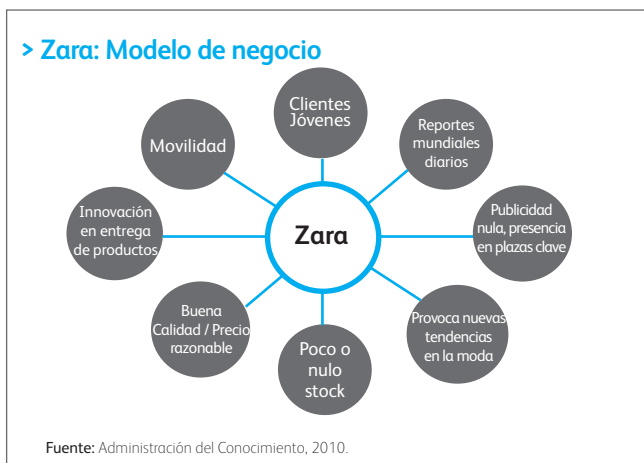 > Zara: Modelo de negocio
Clientes
Jóvenes
Reportes
mundiales
diarios
Publicidad
nula, presencia
en plazas clave
Provoca nuevas
tendencias
en la moda
Poco o
nulo
stock
Buena
Calidad / Precio
razonable
Innovación
en entrega
de productos
Movilidad
Zara
Fuente: Administración del Conocimiento, 2010.